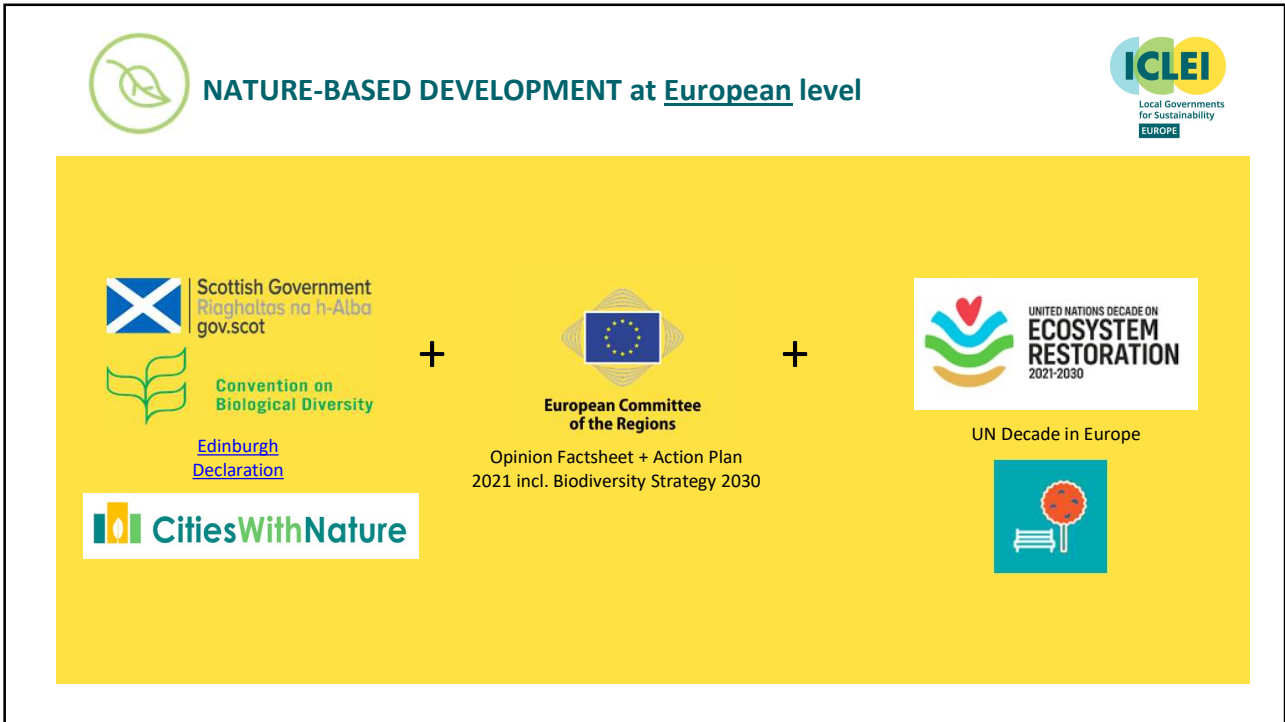 NATURE-BASED DEVELOPMENT at European level
ICLEI
Local Governments
for Sustainability
EUROPE
Scottish Government
Riaghaltas na h-Alba
gov.scot
Convention on
Biological Diversity
Edinburgh
Declaration
CitiesWithNature
+
European Committee
of the Regions
Opinion Factsheet + Action Plan
2021 incl. Biodiversity Strategy 2030
+
UNITED NATIONS DECADE ON
ECOSYSTEM
RESTORATION
2021-2030
UN Decade in Europe